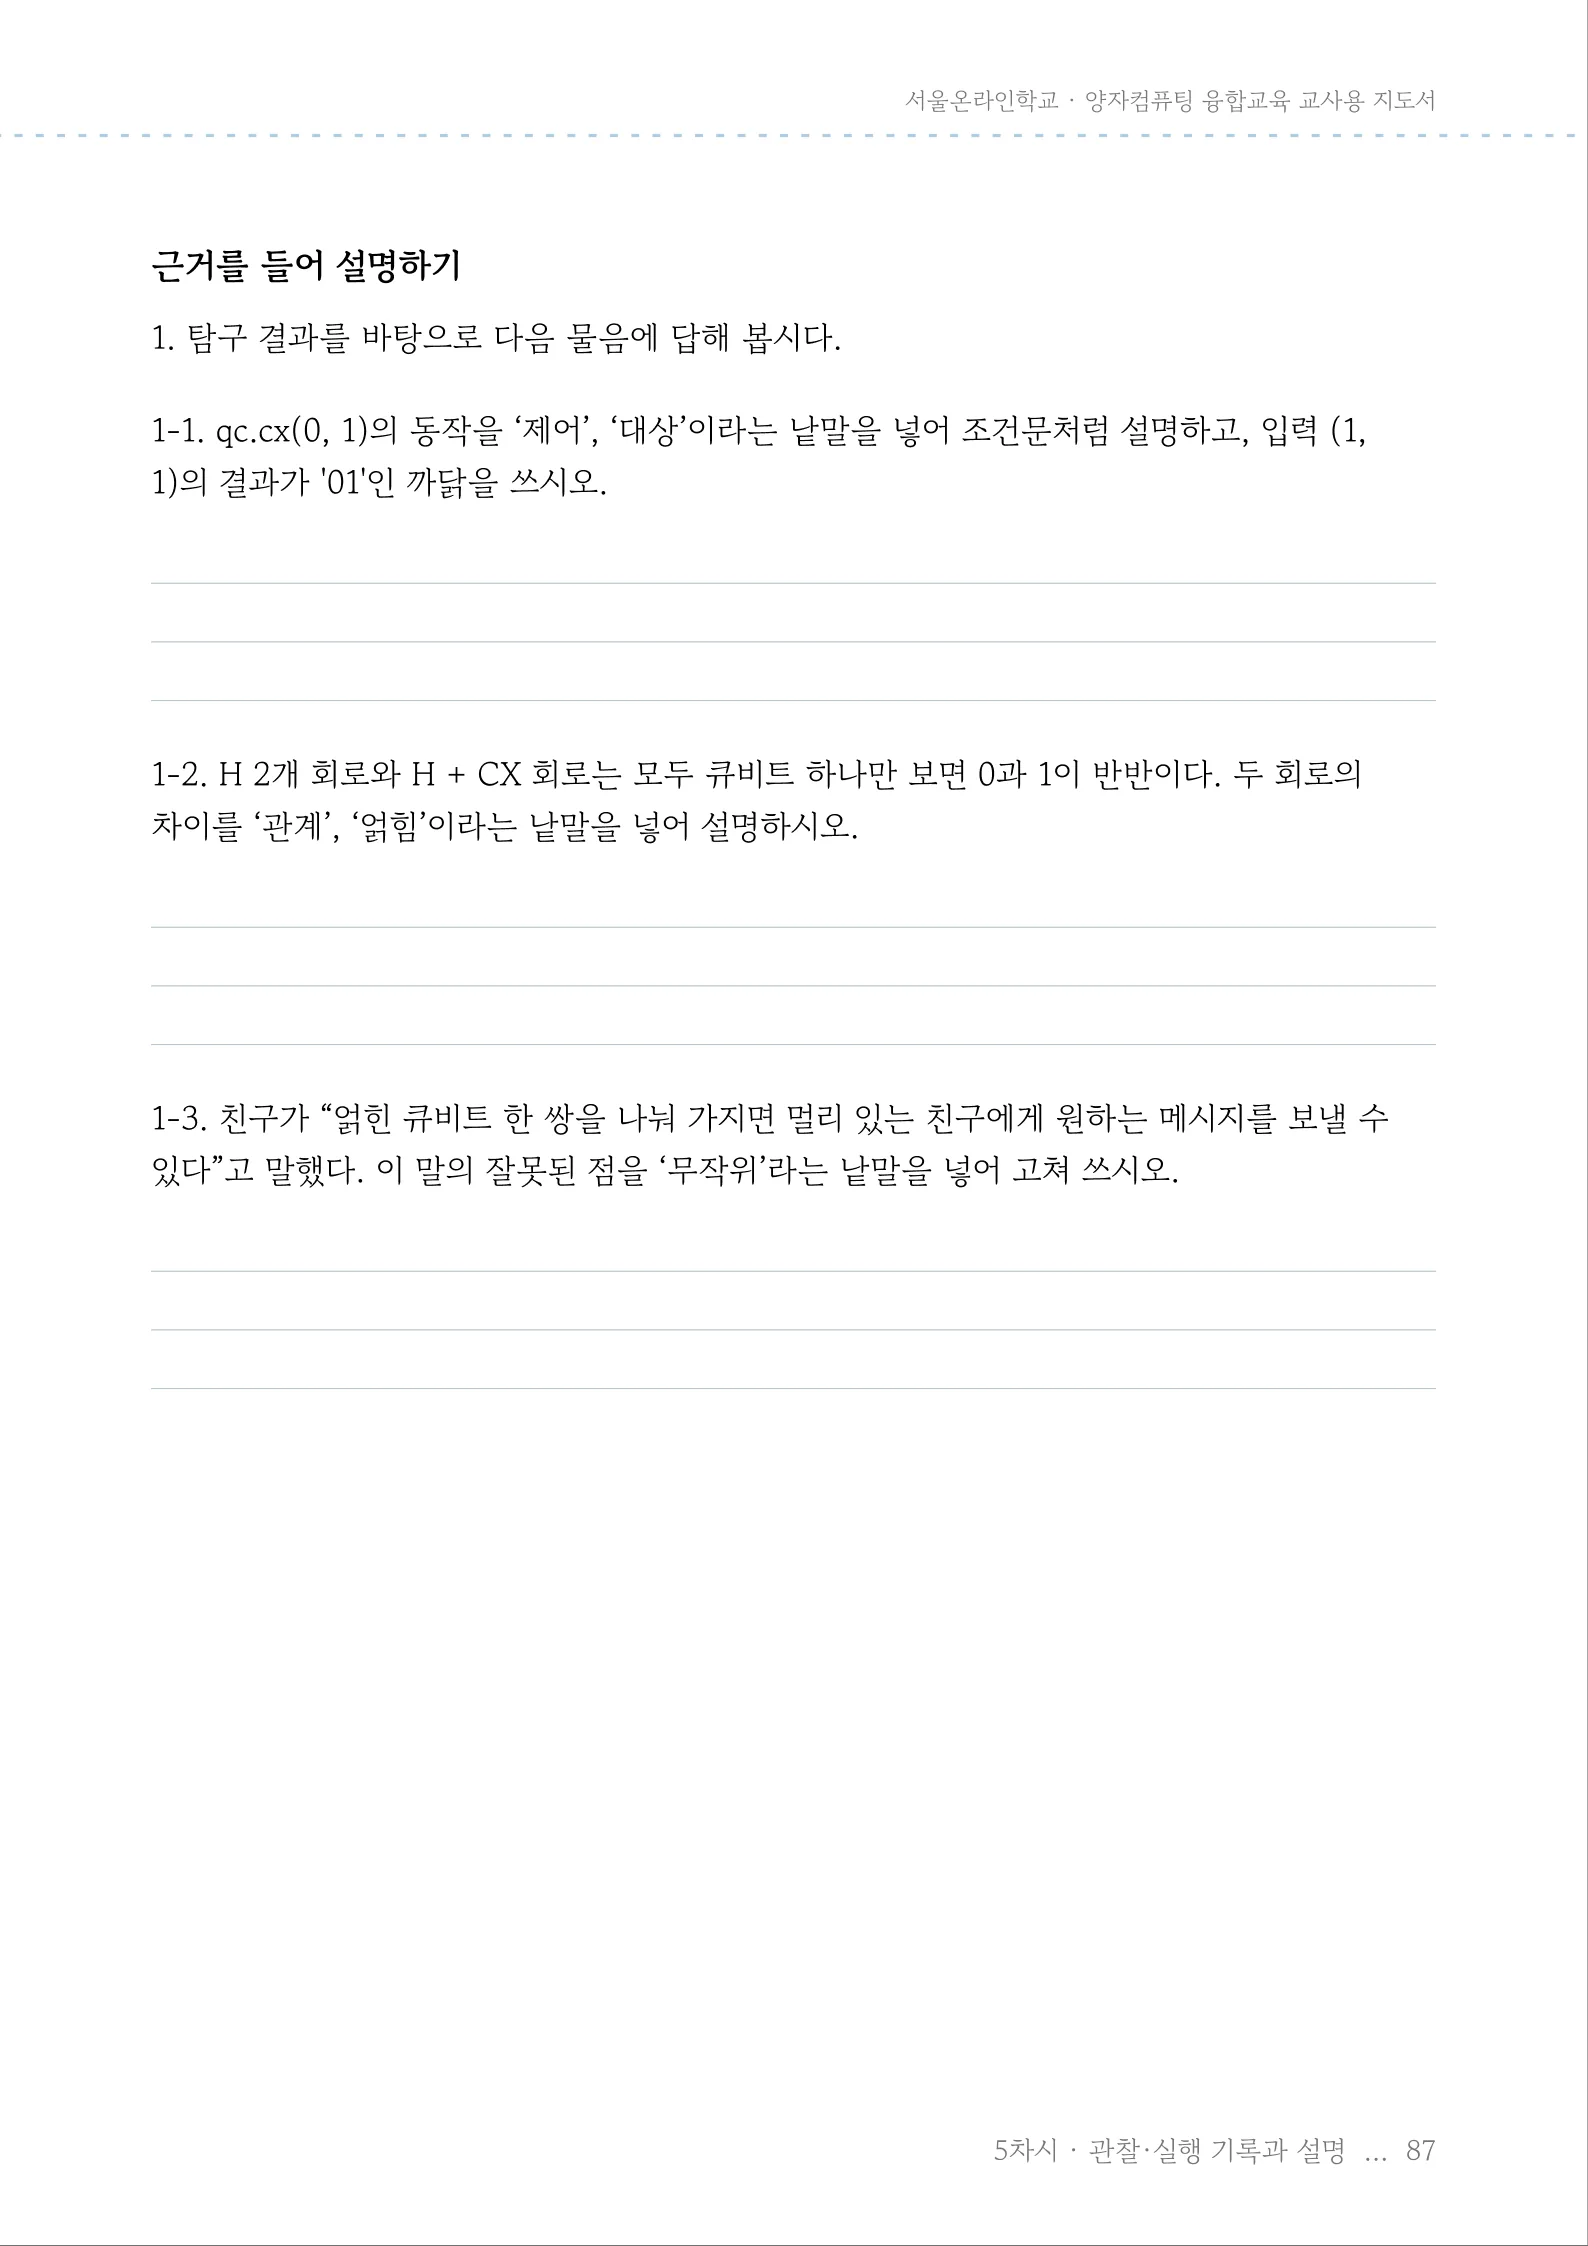 서울온라인학교 · 양자컴퓨팅 융합교육 교사용 지도서
근거를 들어 설명하기
1. 탐구 결과를 바탕으로 다음 물음에 답해 봅시다.
1-1. qc.cx(0, 1)의 동작을 ‘제어’, ‘대상’이라는 낱말을 넣어 조건문처럼 설명하고, 입력 (1,
1)의 결과가 '01'인 까닭을 쓰시오.
1-2. H 2개 회로와 H + CX 회로는 모두 큐비트 하나만 보면 0과 1이 반반이다. 두 회로의
차이를 ‘관계’, ‘얽힘’이라는 낱말을 넣어 설명하시오.
1-3. 친구가 “얽힌 큐비트 한 쌍을 나눠 가지면 멀리 있는 친구에게 원하는 메시지를 보낼 수
있다”고 말했다. 이 말의 잘못된 점을 ‘무작위’라는 낱말을 넣어 고쳐 쓰시오.
5차시 · 관찰·실행 기록과 설명 ... 87